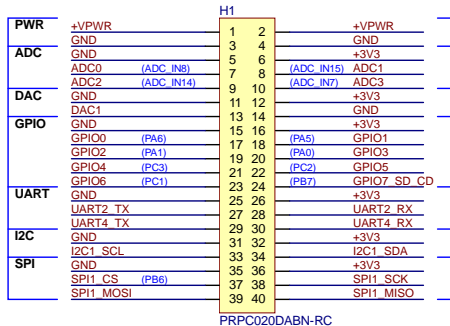 H1
PWR +VPWR 1 2 +VPWR
GND 3 4 GND
ADC GND 5 6 +3V3
ADC0 (ADC_IN8) 7 8 (ADC_IN15) ADC1
ADC2 (ADC_IN14) 9 10 (ADC_IN7) ADC3
DAC GND 11 12 +3V3
DAC1 13 14 GND
GPIO GND 15 16 +3V3
GPIO0 (PA6) 17 18 (PA5) GPIO1
GPIO2 (PA1) 19 20 (PA0) GPIO3
GPIO4 (PC3) 21 22 (PC2) GPIO5
GPIO6 (PC1) 23 24 (PB7) GPIO7_SD_CD
UART GND 25 26 +3V3
UART2_TX 27 28 UART2_RX
UART4_TX 29 30 UART4_RX
I2C GND 31 32 +3V3
I2C1_SCL 33 34 I2C1_SDA
SPI GND 35 36 +3V3
SPI1_CS (PB6) 37 38 SPI1_SCK
SPI1_MOSI 39 40 SPI1_MISO
PRPC020DABN-RC